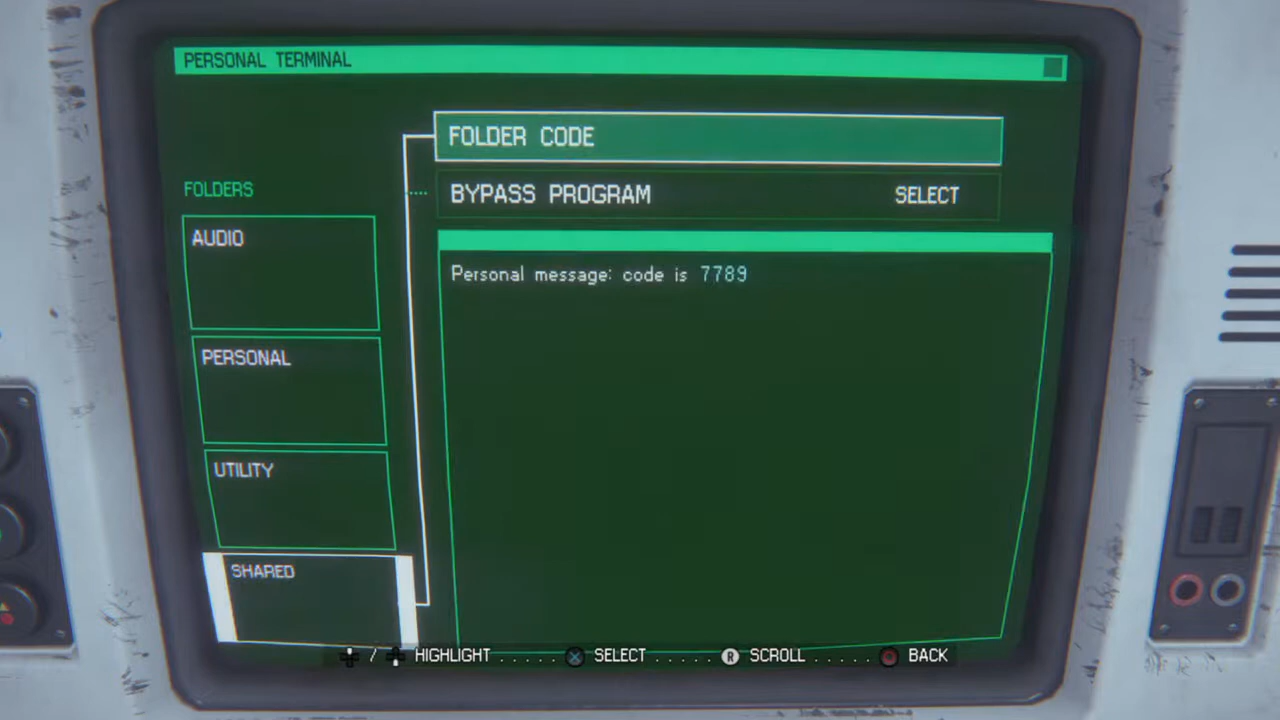 PERSONAL TERMINAL
FOLDERS
AUDIO
PERSONAL
UTILITY
SHARED
FOLDER CODE
BYPASS PROGRAM SELECT
Personal message: code is 7789
/ HIGHLIGHT ..... SELECT ..... R SCROLL ..... BACK